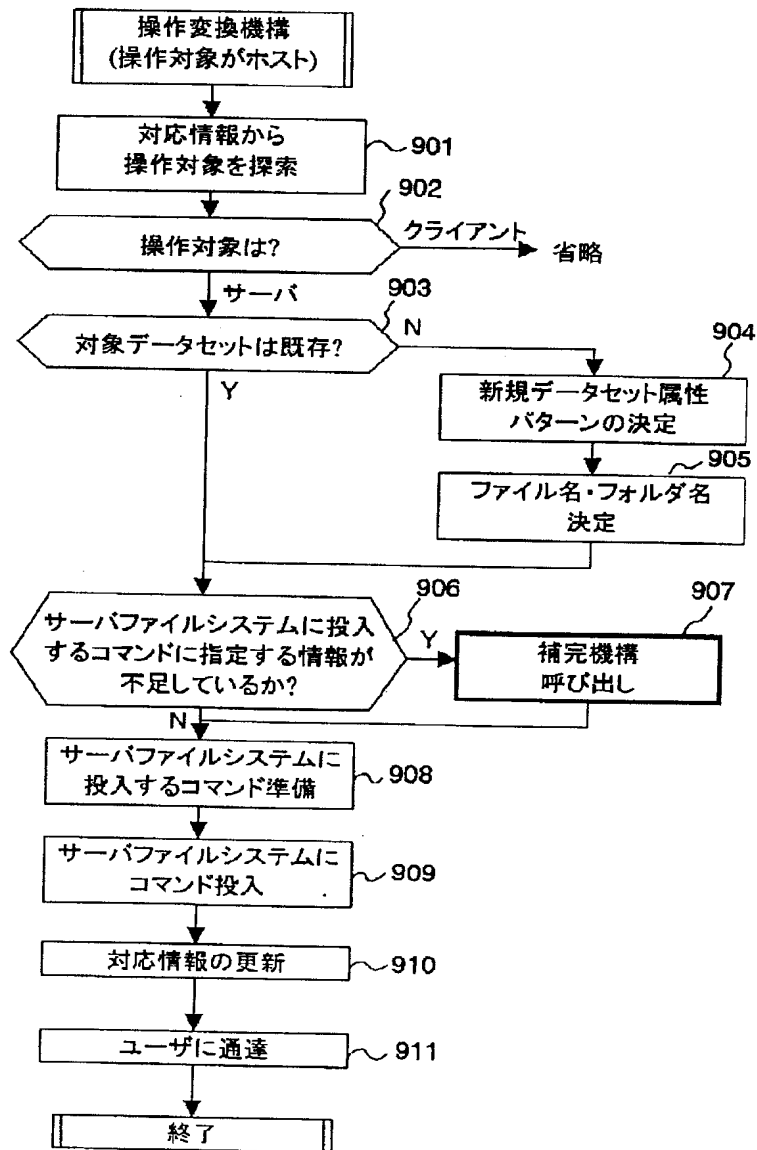 操作変換機構
(操作対象がホスト)
対応情報から
操作対象を探索
901
902
操作対象は?
クライアント
省略
サーバ
903
対象データセットは既存?
N
Y
904
新規データセット属性
パターンの決定
905
ファイル名・フォルダ名
決定
906
サーバファイルシステムに投入
するコマンドに指定する情報が
不足しているか?
Y
907
補完機構
呼び出し
N
サーバファイルシステムに
投入するコマンド準備
908
サーバファイルシステムに
コマンド投入
909
対応情報の更新
910
ユーザに通達
911
終了